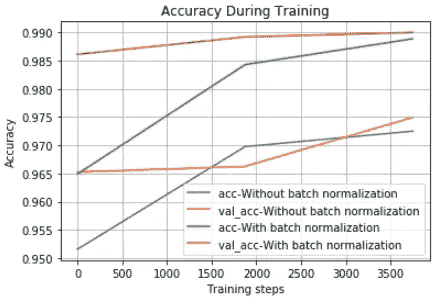 Accuracy During Training
0.990
0.985
0.980
0.975
0.970
0.965
0.960
0.955
0.950
Accuracy
acc-Without batch normalization
val_acc-Without batch normalization
acc-With batch normalization
val_acc-With batch normalization
0 500 1000 1500 2000 2500 3000 3500
Training steps